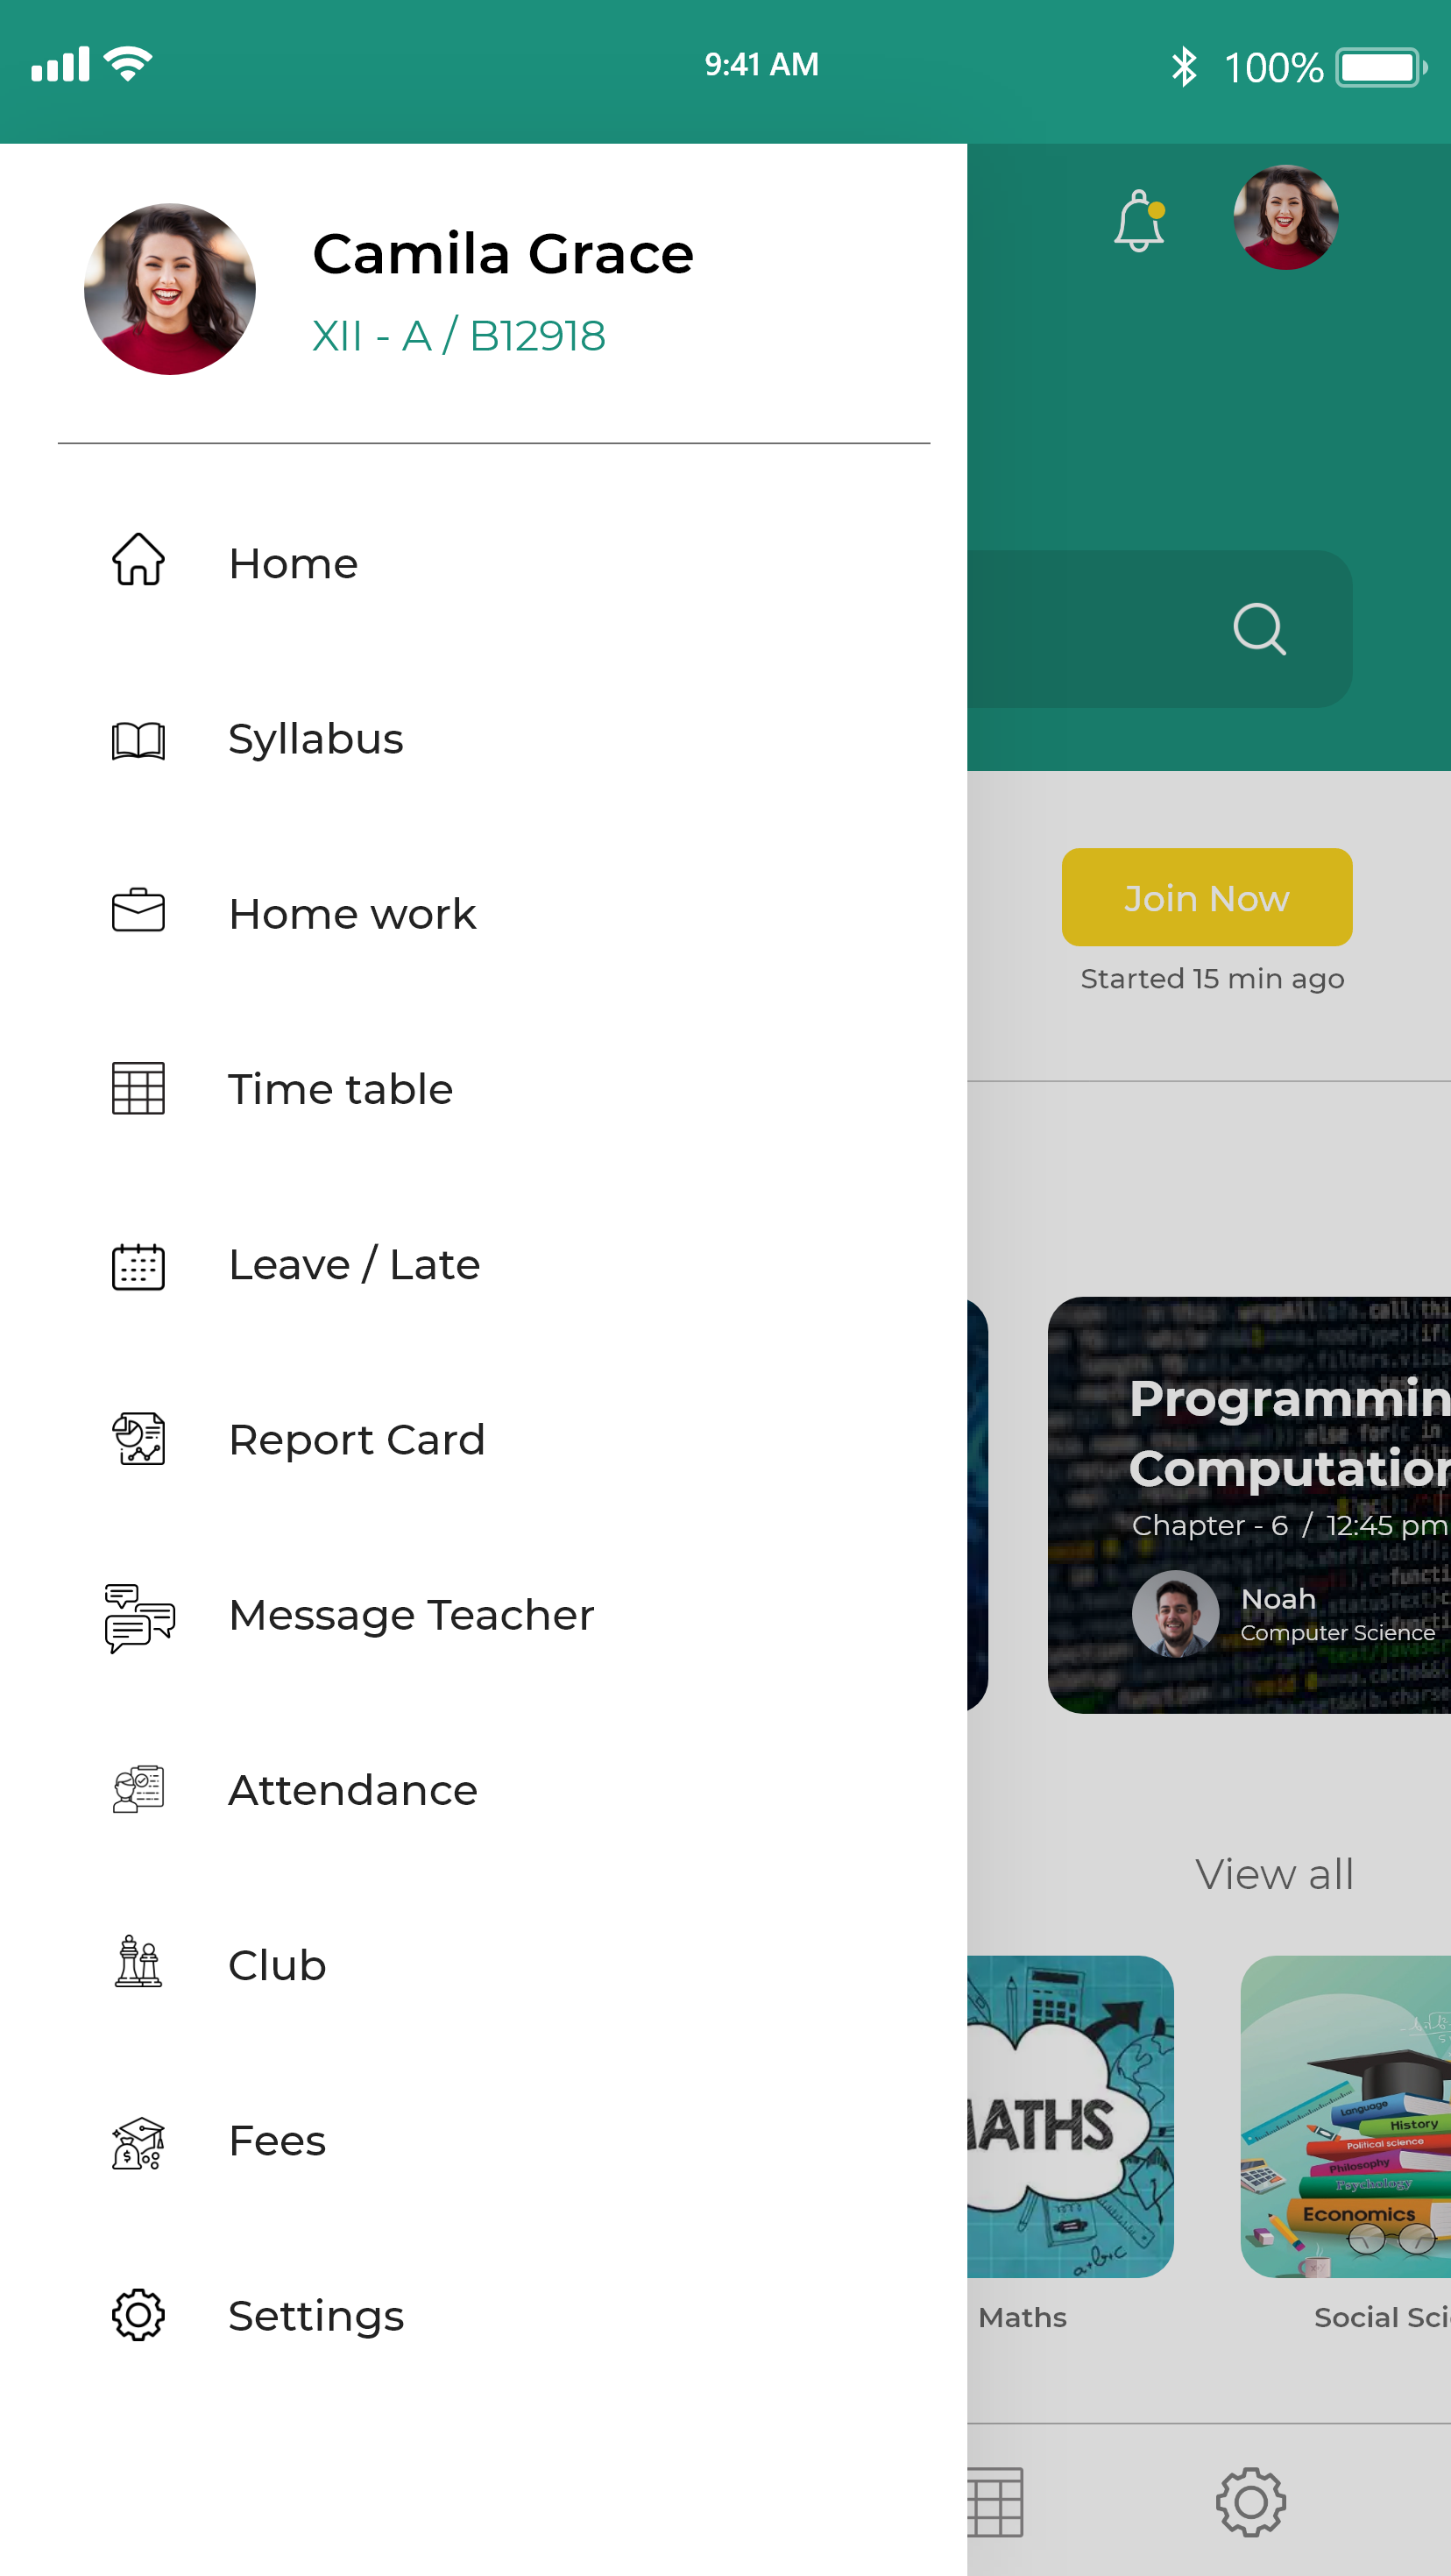 9:41 AM
100%
Camila Grace
XII - A / B12918
Home
Syllabus
Home work
Time table
Leave / Late
Report Card
Message Teacher
Attendance
Club
Fees
Settings
Join Now
Started 15 min ago
Programmin
Computation
Chapter - 6 / 12:45 pm
Noah
Computer Science
View all
MATHS
a+b+c
Language
History
Political science
Philosophy
Psychology
Economics
Maths
Social Sci